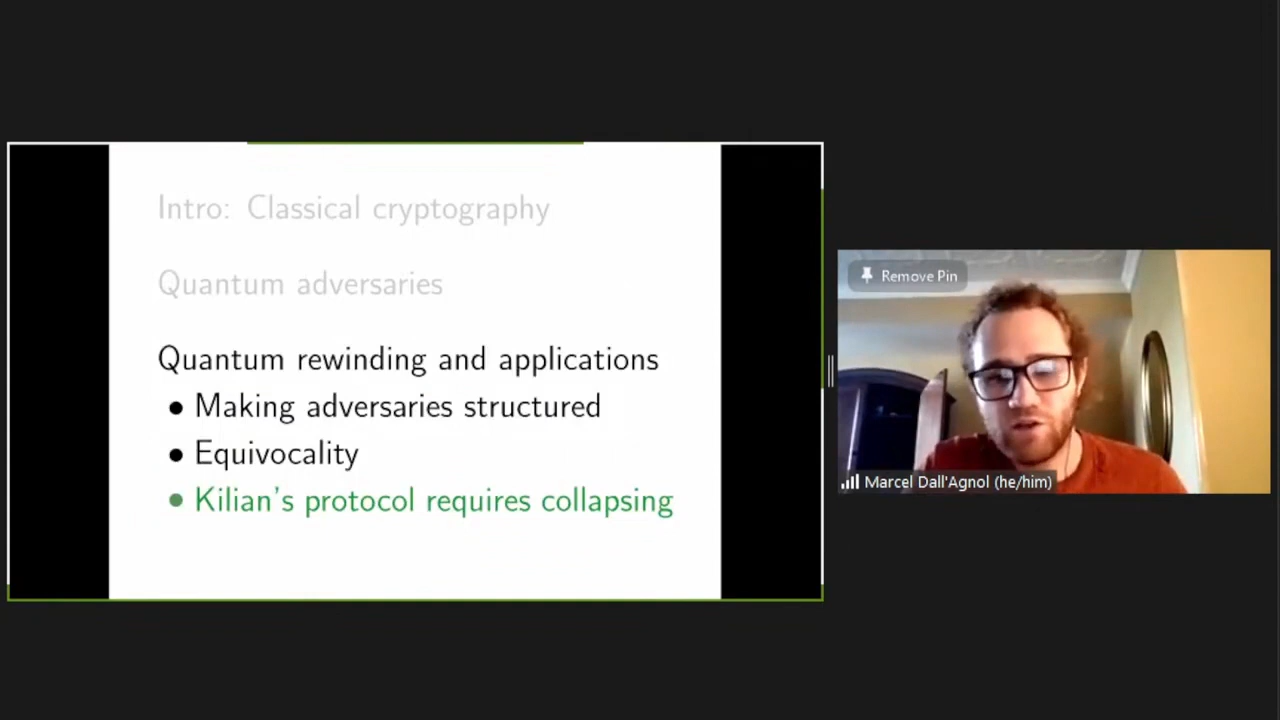 Intro: Classical cryptography
Quantum adversaries
Quantum rewinding and applications
• Making adversaries structured
• Equivocality
• Kilian's protocol requires collapsing
Remove Pin
Marcel Dall'Agnol (he/him)